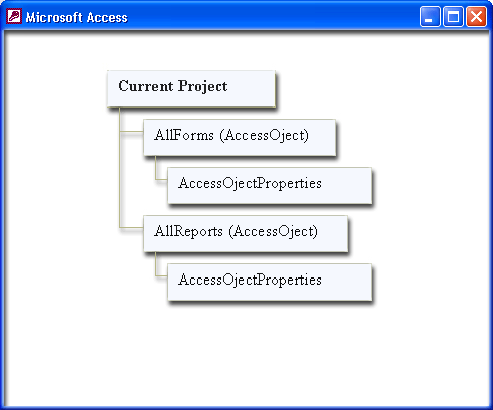 Microsoft Access
Current Project
AllForms (AccessOject)
AccessOjectProperties
AllReports (AccessOject)
AccessOjectProperties